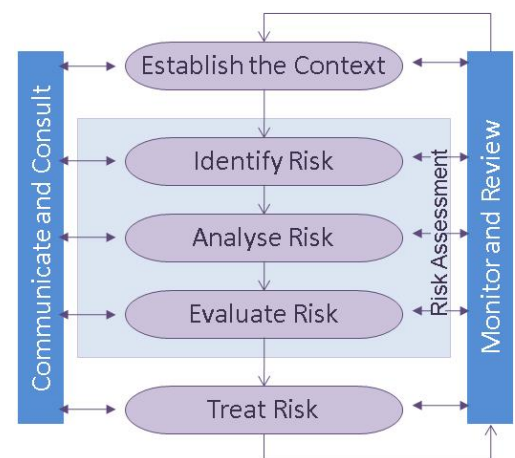 Establish the Context
Communicate and Consult
Identify Risk
Analyse Risk
Evaluate Risk
Risk Assessment
Monitor and Review
Treat Risk